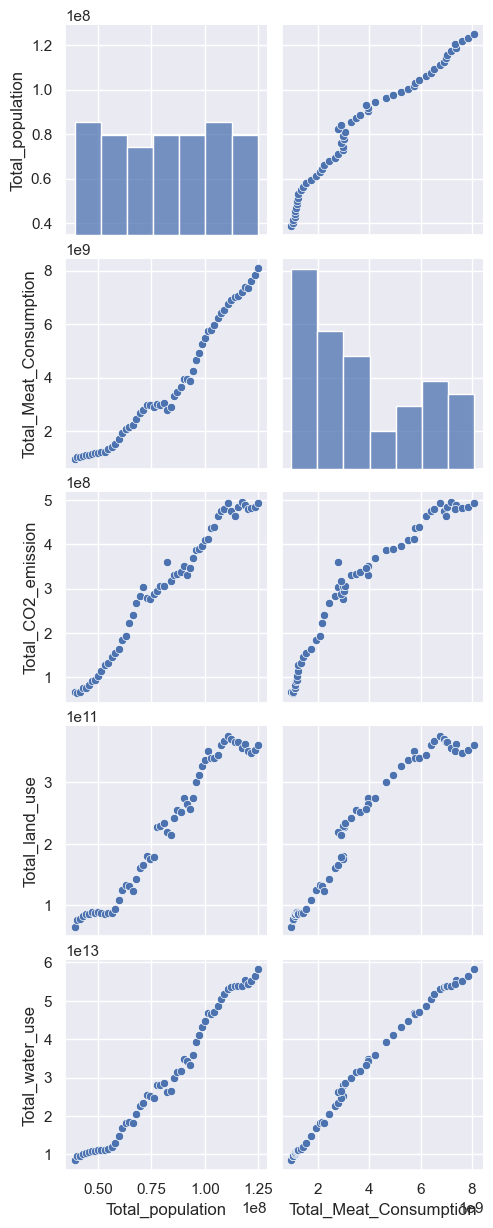 1e8
1.2
1.0
0.8
0.6
0.4
Total_population
1e9
8
6
4
2
Total_Meat_Consumption
1e8
5
4
3
2
1
Total_CO2_emission
1e11
3
2
1
Total_land_use
1e13
6
5
4
3
2
1
Total_water_use
0.50 0.75 1.00 1.25
Total_population
1e8
2 4 6 8
Total_Meat_Consumption
1e9